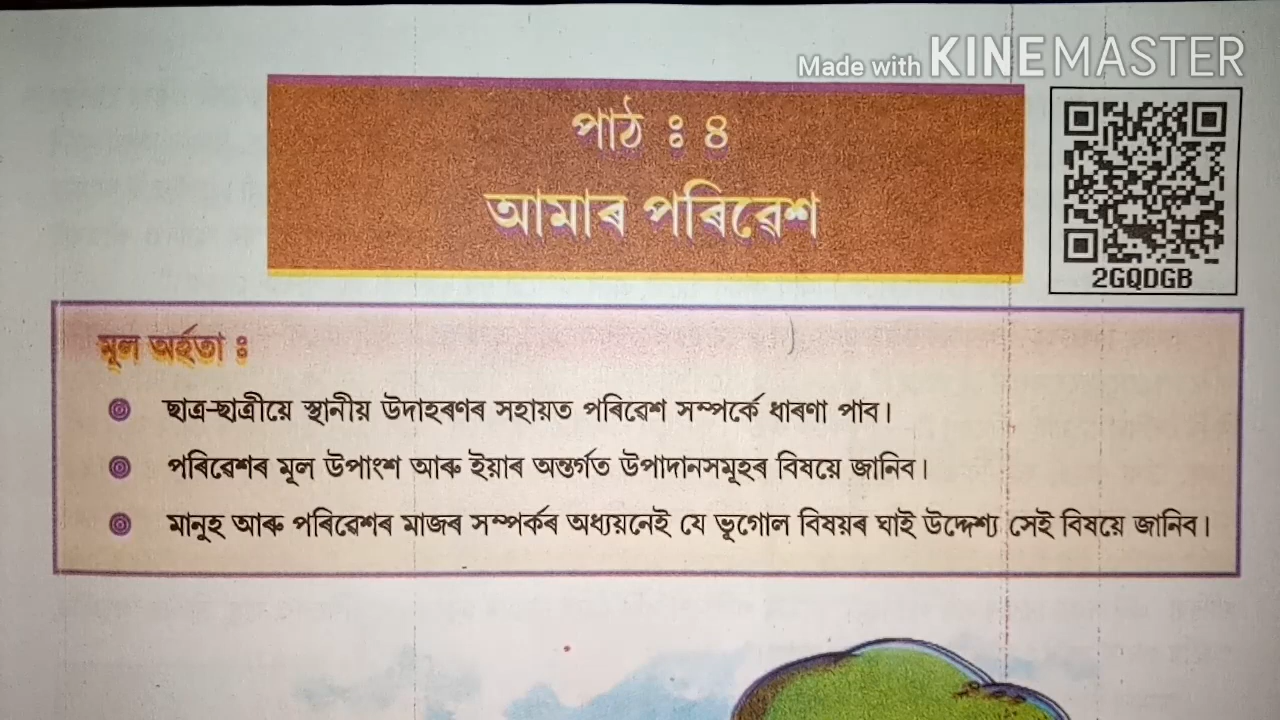 Made with KINEMASTER
পাঠ ঃ ৪
আমাৰ পৰিৱেশ
2GQDGB
মূল অৰ্হতা ঃ
ছাত্ৰ-ছাত্ৰীয়ে স্থানীয় উদাহৰণৰ সহায়ত পৰিৱেশ সম্পৰ্কে ধাৰণা পাব।
পৰিৱেশৰ মূল উপাংশ আৰু ইয়াৰ অন্তৰ্গত উপাদানসমূহৰ বিষয়ে জানিব।
মানুহ আৰু পৰিৱেশৰ মাজৰ সম্পৰ্কৰ অধ্যয়নেই যে ভূগোল বিষয়ৰ ঘাই উদ্দেশ্য সেই বিষয়ে জানিব।